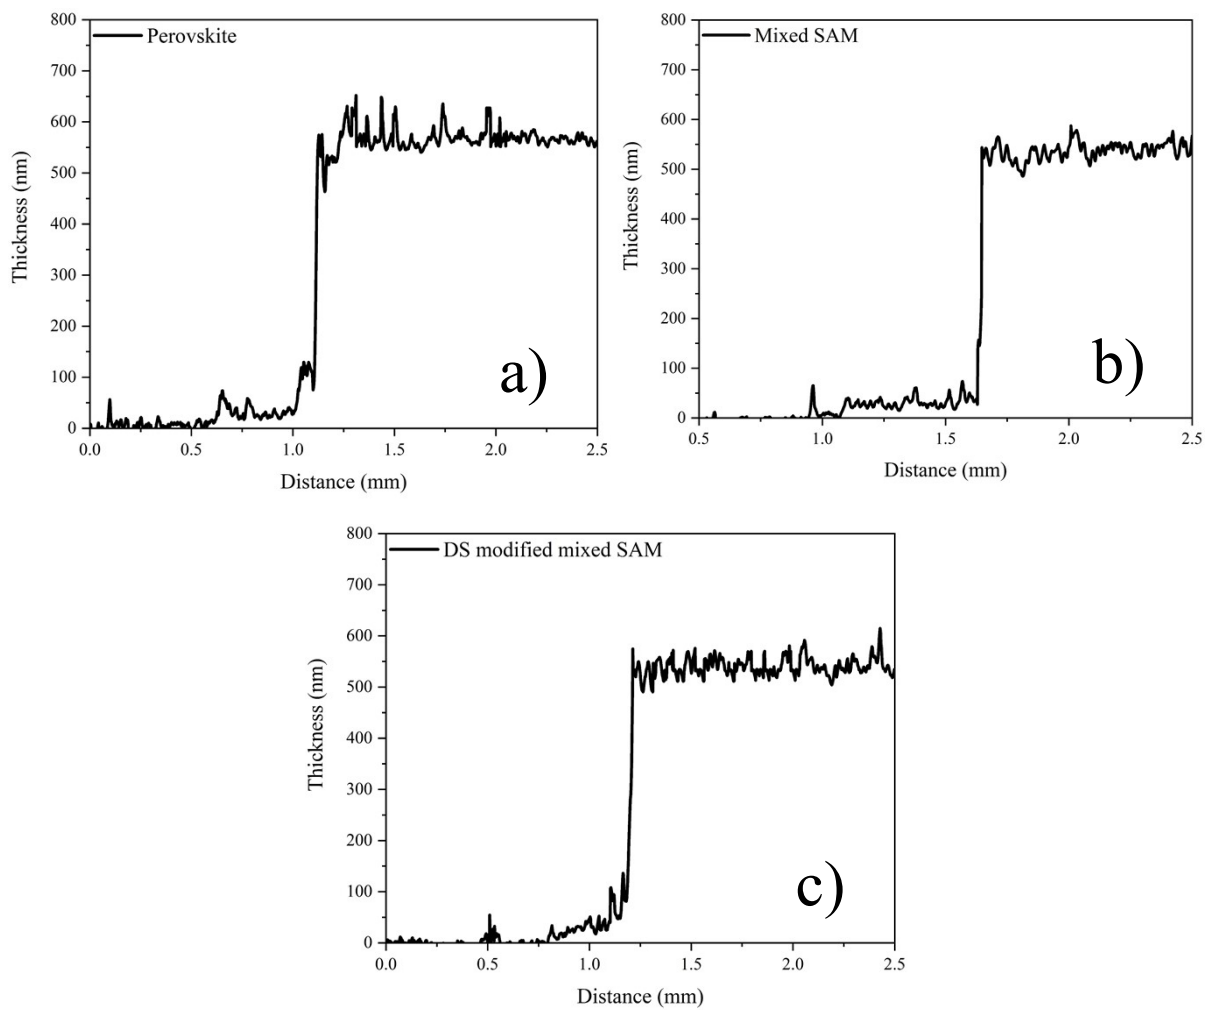 Perovskite
800
700
600
500
400
300
200
100
0
Thickness (nm)
0.0 0.5 1.0 1.5 2.0 2.5
Distance (mm)
a)
Mixed SAM
800
700
600
500
400
300
200
100
0
Thickness (nm)
0.5 1.0 1.5 2.0 2.5
Distance (mm)
b)
DS modified mixed SAM
800
700
600
500
400
300
200
100
0
Thickness (nm)
0.0 0.5 1.0 1.5 2.0 2.5
Distance (mm)
c)